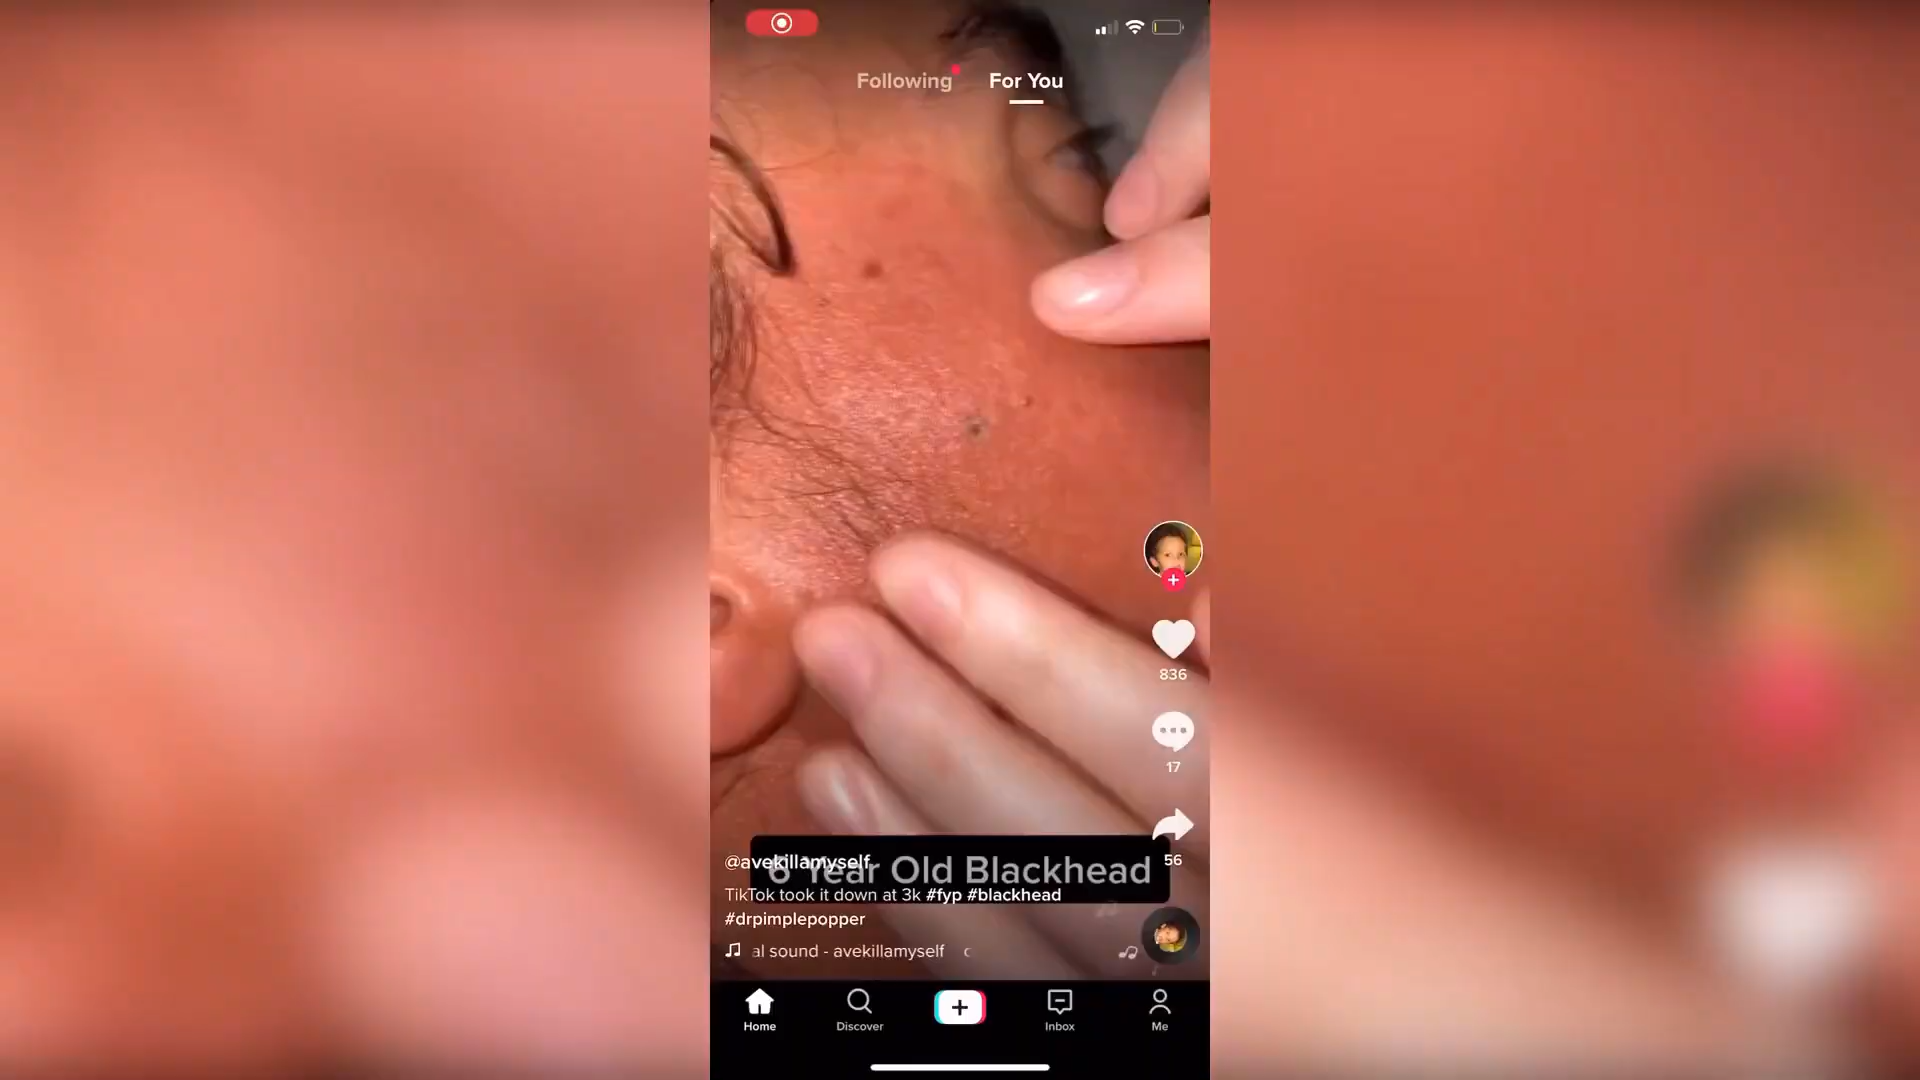 Following
For You
836
17
56
6 Year Old Blackhead
@avekillamyself
TikTok took it down at 3k #fyp #blackhead
#drpimplepopper
al sound - avekillamyself c
Home
Discover
Inbox
Me